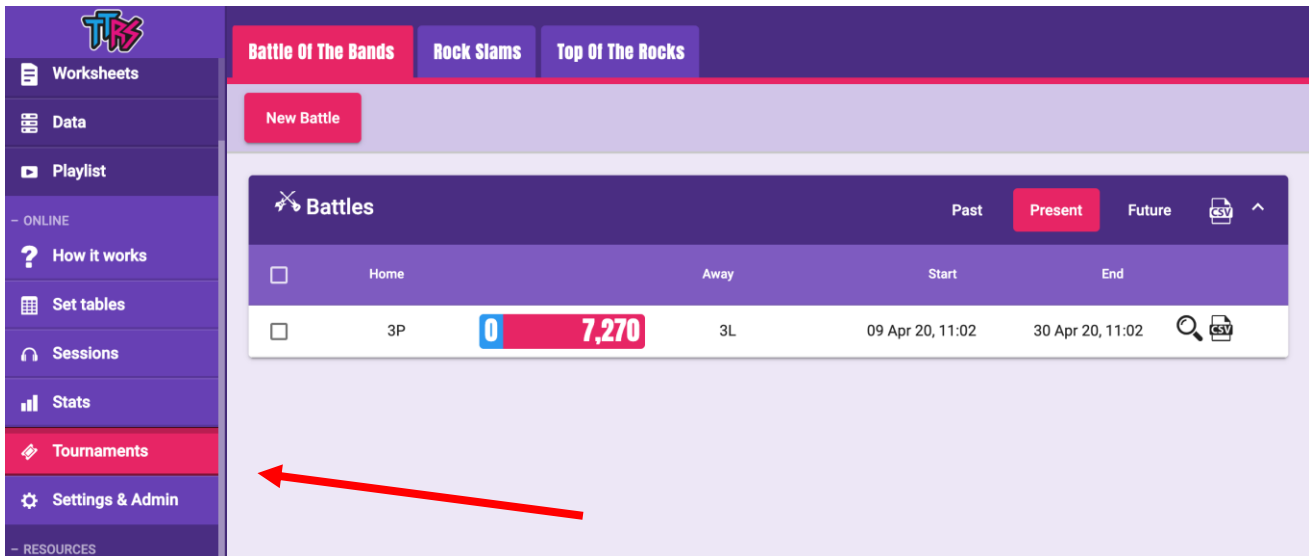 TTRS
Worksheets
Data
Playlist
– ONLINE
? How it works
Set tables
Sessions
Stats
Tournaments
Settings & Admin
– RESOURCES
Battle Of The Bands Rock Slams Top Of The Rocks
New Battle
Battles Past Present Future CSV
Home Away Start End
3P 0 7,270 3L 09 Apr 20, 11:02 30 Apr 20, 11:02 CSV